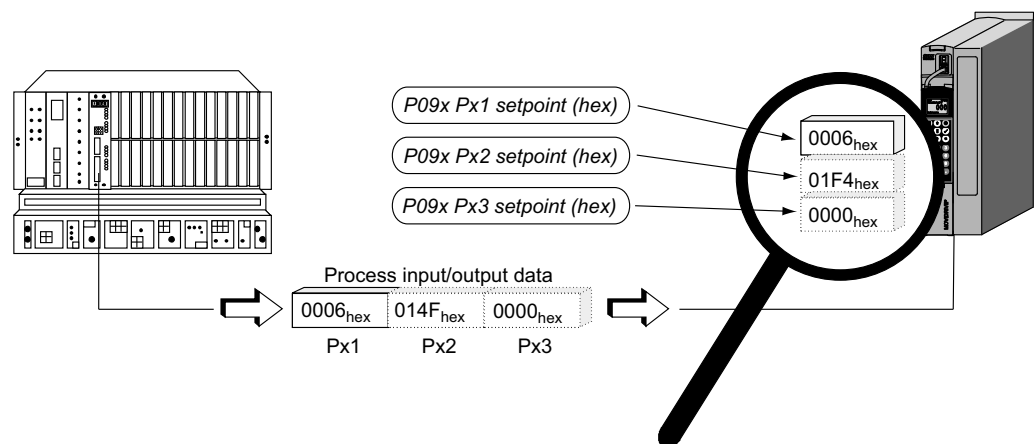 P09x Px1 setpoint (hex)
P09x Px2 setpoint (hex)
P09x Px3 setpoint (hex)
0006hex
01F4hex
0000hex
MOVIDRIVE®
Process input/output data
0006hex 014Fhex 0000hex
Px1 Px2 Px3